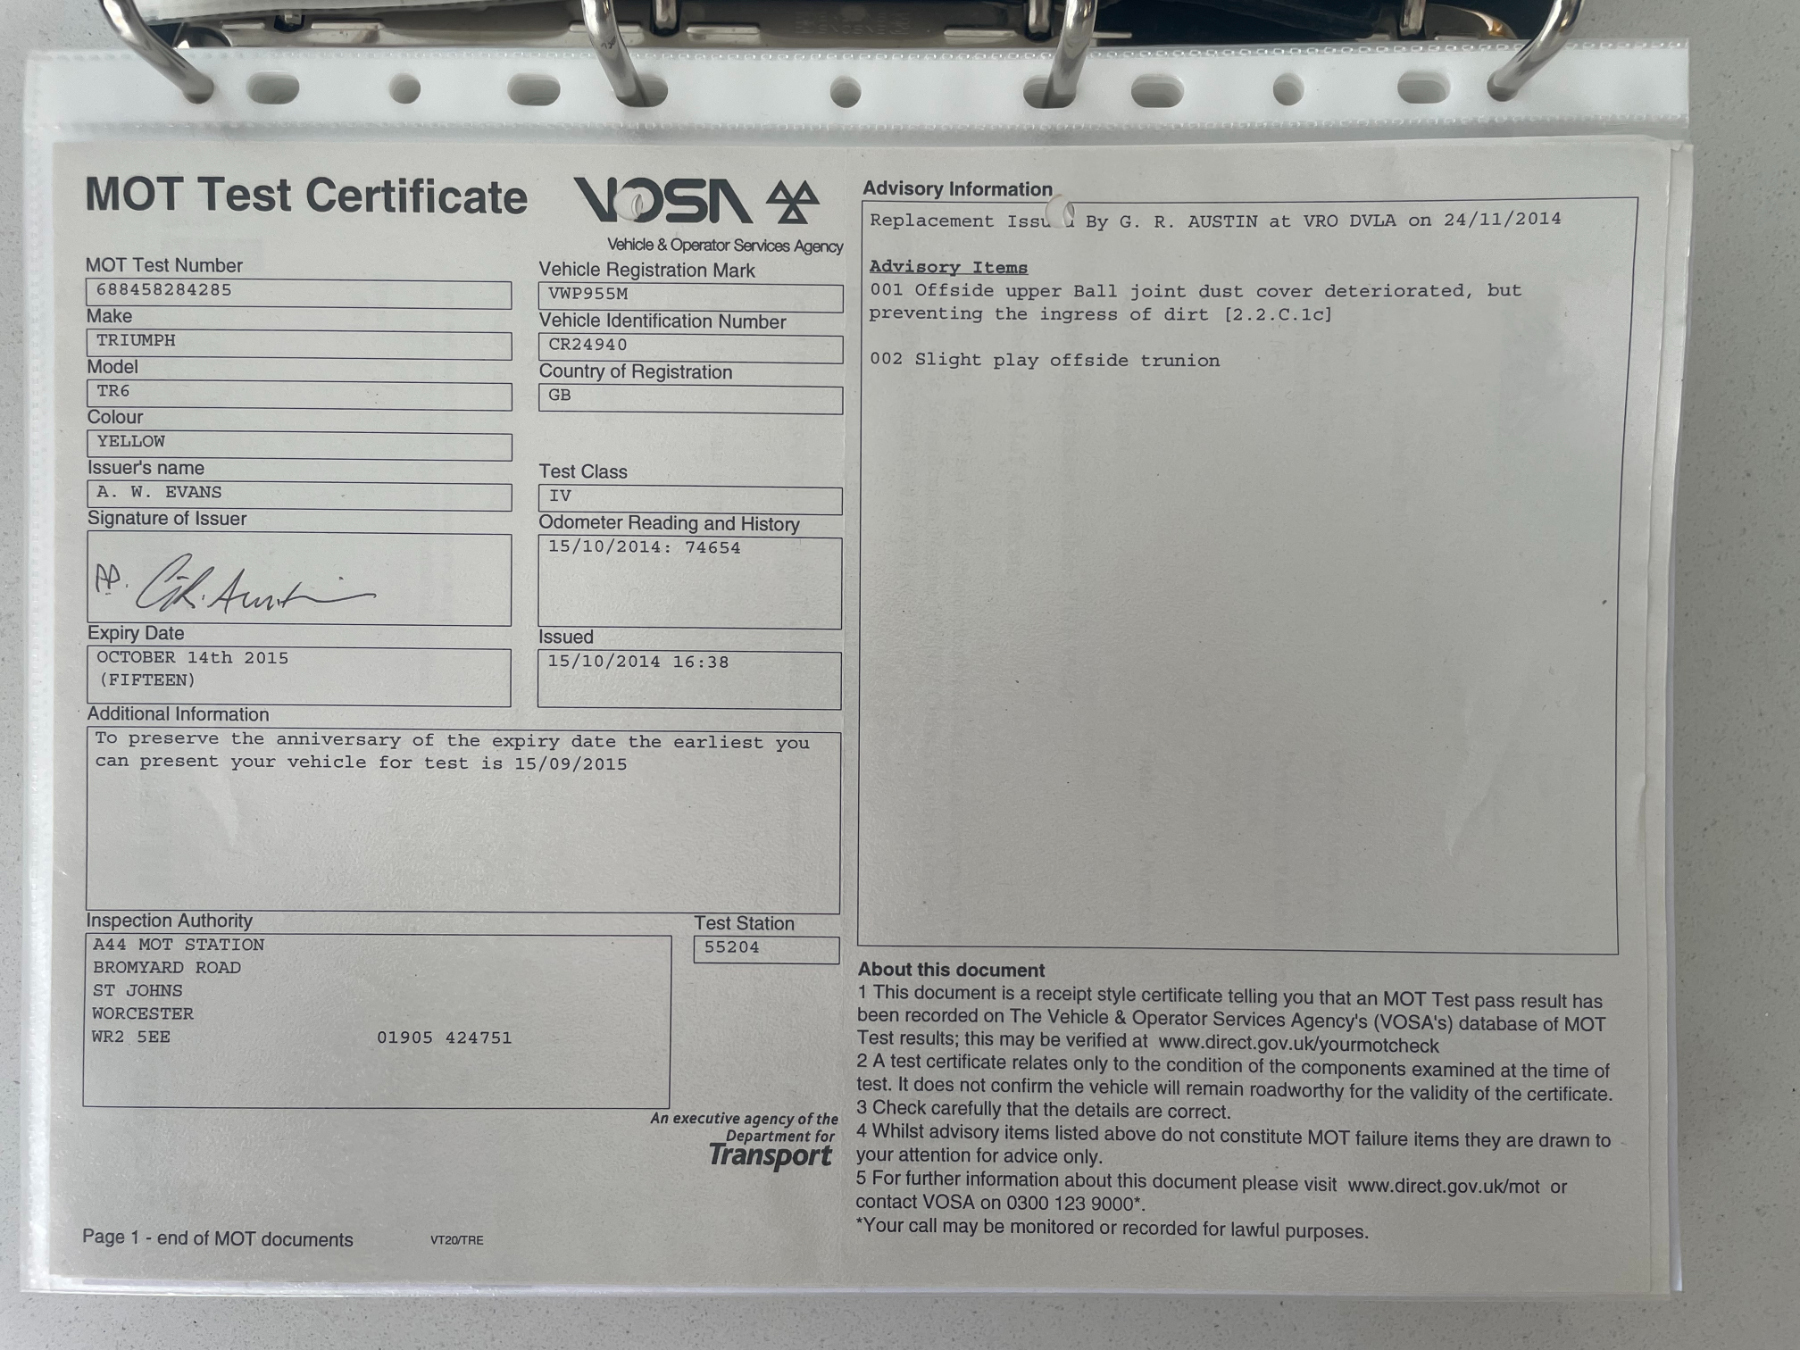 MOT Test Certificate
VOSA
Vehicle & Operator Services Agency
MOT Test Number
688458284285
Vehicle Registration Mark
VWP955M
Make
TRIUMPH
Vehicle Identification Number
CR24940
Model
TR6
Country of Registration
GB
Colour
YELLOW
Issuer's name
A. W. EVANS
Test Class
IV
Signature of Issuer
PP. G.R. Austin
Odometer Reading and History
15/10/2014: 74654
Expiry Date
OCTOBER 14th 2015
(FIFTEEN)
Issued
15/10/2014 16:38
Additional Information
To preserve the anniversary of the expiry date the earliest you
can present your vehicle for test is 15/09/2015
Inspection Authority
A44 MOT STATION
BROMYARD ROAD
ST JOHNS
WORCESTER
WR2 5EE 01905 424751
Test Station
55204
An executive agency of the
Department for
Transport
Page 1 - end of MOT documents VT20/TRE
Advisory Information
Replacement Issued By G. R. AUSTIN at VRO DVLA on 24/11/2014
Advisory Items
001 Offside upper Ball joint dust cover deteriorated, but
preventing the ingress of dirt [2.2.C.1c]
002 Slight play offside trunion
About this document
1 This document is a receipt style certificate telling you that an MOT Test pass result has
been recorded on The Vehicle & Operator Services Agency's (VOSA's) database of MOT
Test results; this may be verified at www.direct.gov.uk/yourmotcheck
2 A test certificate relates only to the condition of the components examined at the time of
test. It does not confirm the vehicle will remain roadworthy for the validity of the certificate.
3 Check carefully that the details are correct.
4 Whilst advisory items listed above do not constitute MOT failure items they are drawn to
your attention for advice only.
5 For further information about this document please visit www.direct.gov.uk/mot or
contact VOSA on 0300 123 9000*.
*Your call may be monitored or recorded for lawful purposes.